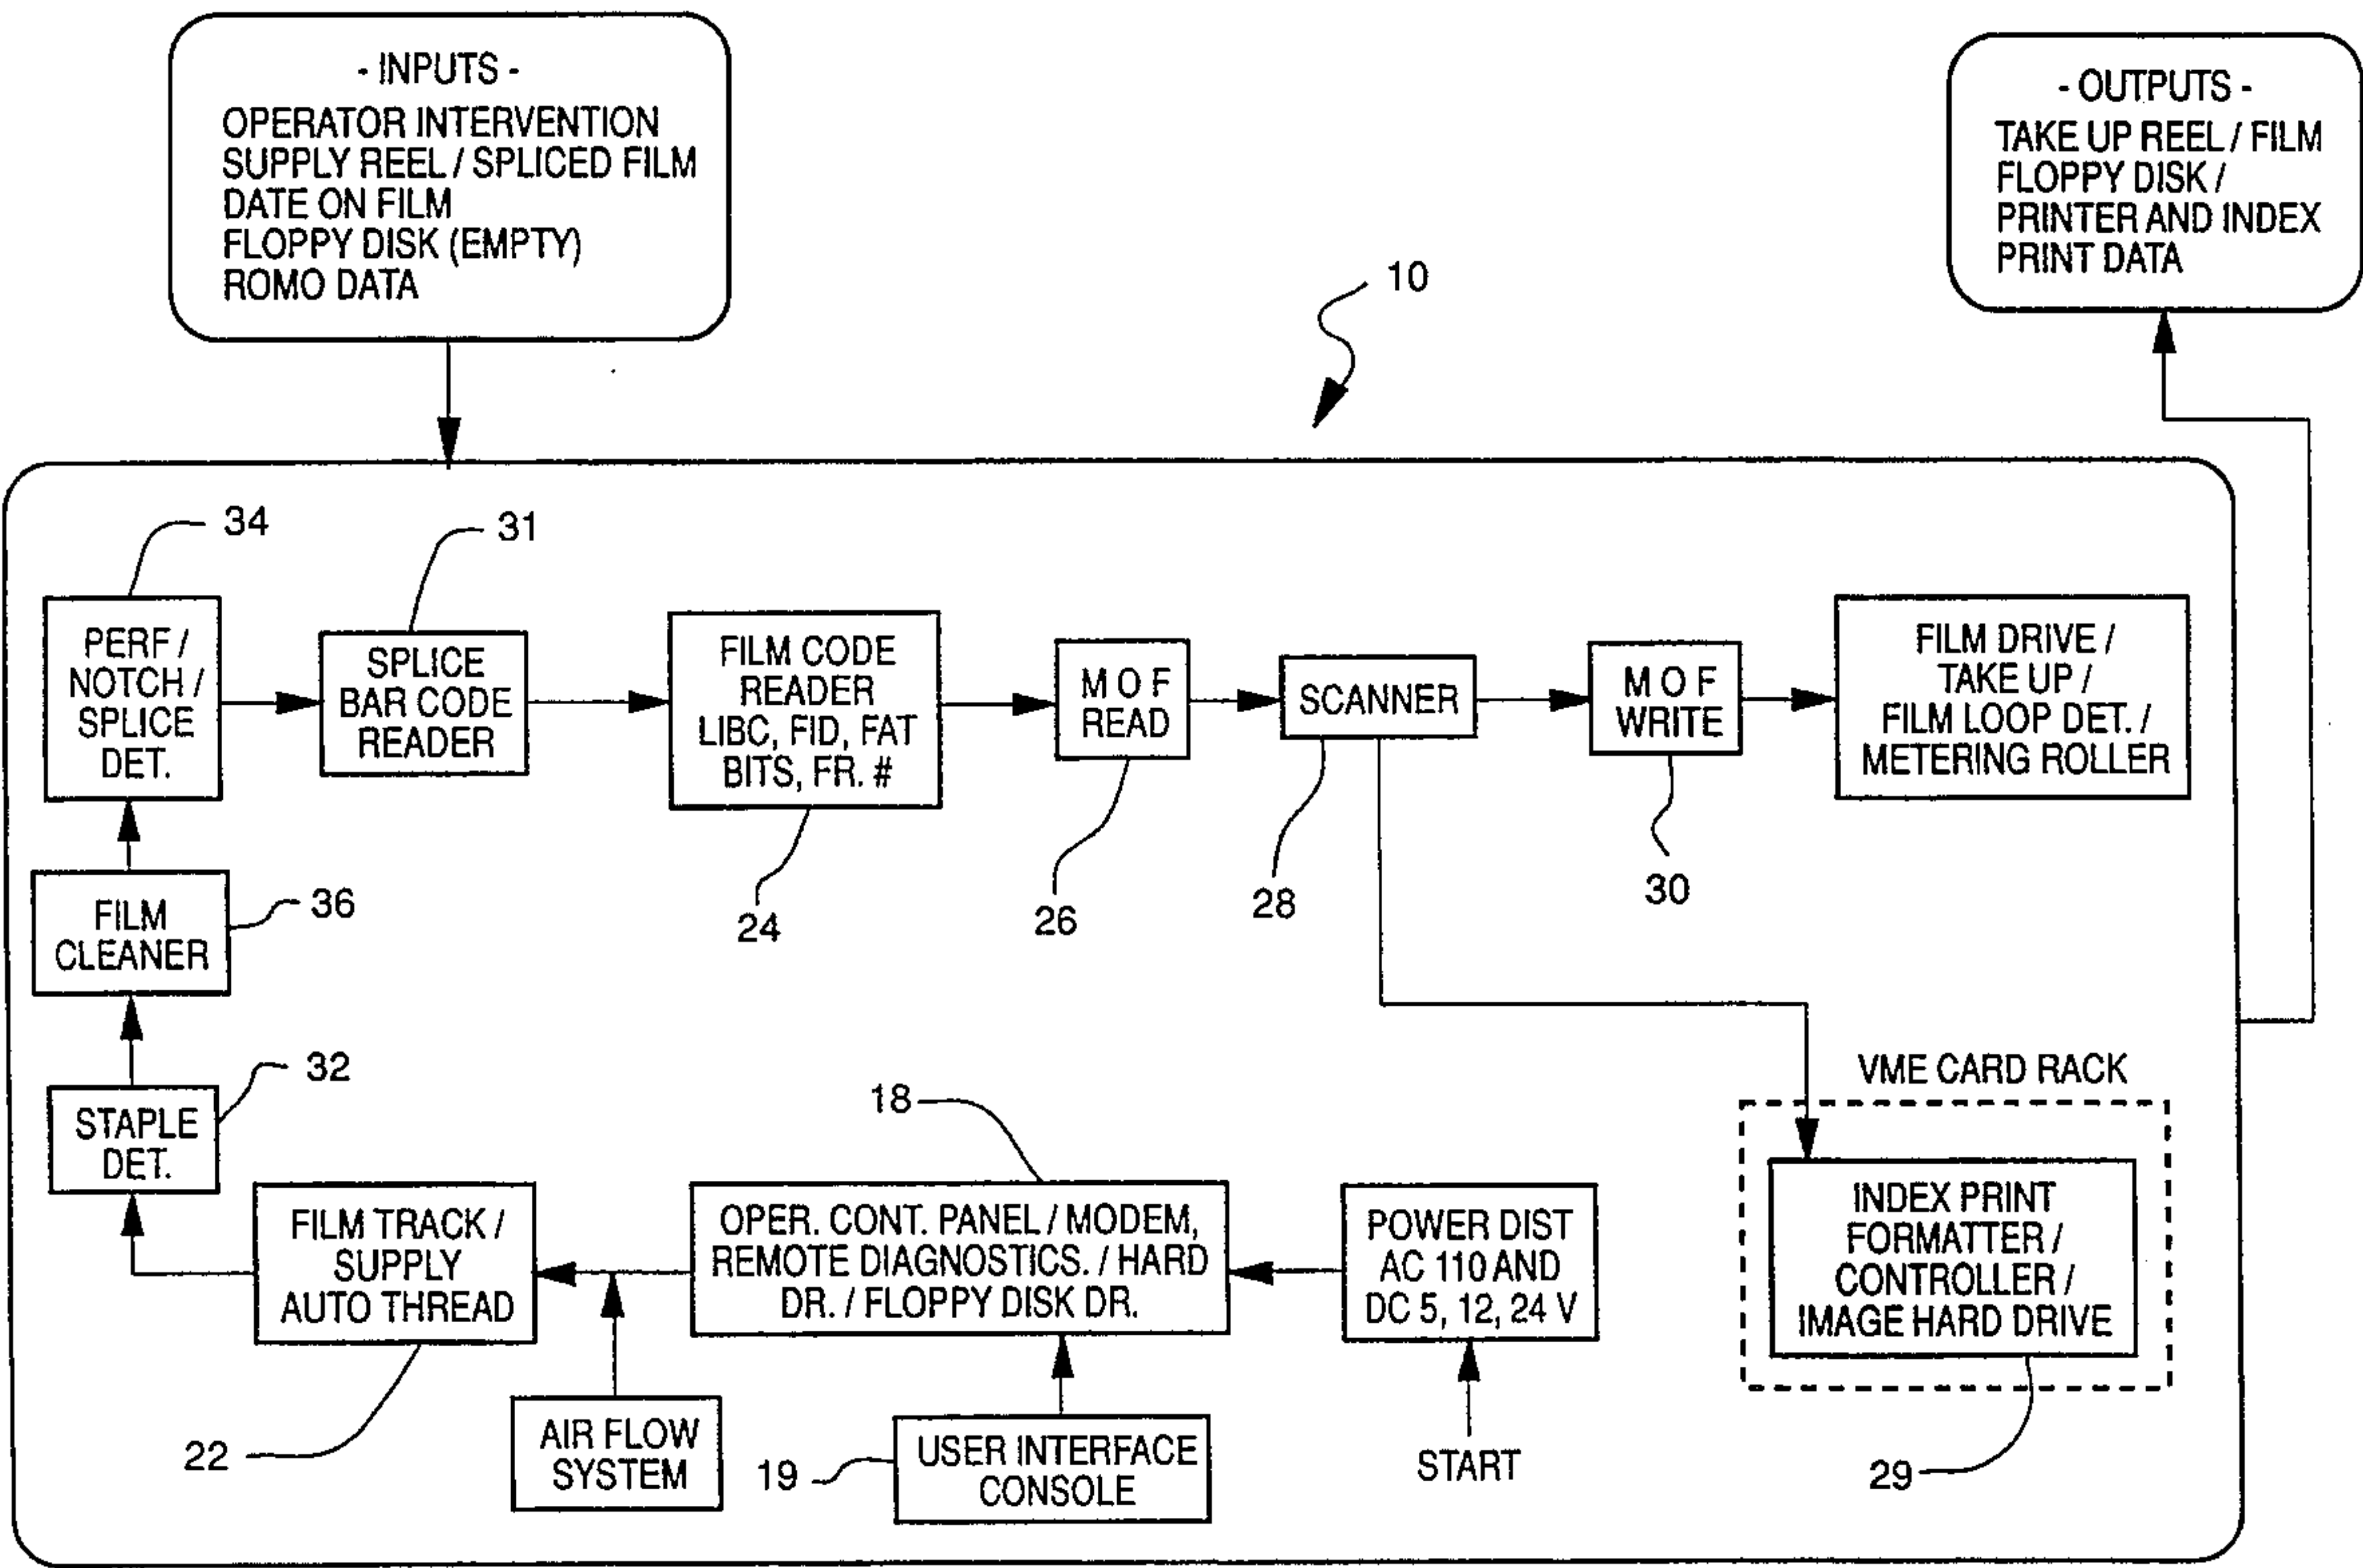 - INPUTS -
OPERATOR INTERVENTION
SUPPLY REEL / SPLICED FILM
DATE ON FILM
FLOPPY DISK (EMPTY)
ROMO DATA
- OUTPUTS -
TAKE UP REEL / FILM
FLOPPY DISK /
PRINTER AND INDEX
PRINT DATA
10
34
PERF /
NOTCH /
SPLICE
DET.
31
SPLICE
BAR CODE
READER
FILM CODE
READER
LIBC, FID, FAT
BITS, FR. #
24
M O F
READ
26
SCANNER
28
M O F
WRITE
30
FILM DRIVE /
TAKE UP /
FILM LOOP DET. /
METERING ROLLER
FILM
CLEANER
36
STAPLE
DET.
32
FILM TRACK /
SUPPLY
AUTO THREAD
22
AIR FLOW
SYSTEM
18
OPER. CONT. PANEL / MODEM,
REMOTE DIAGNOSTICS. / HARD
DR. / FLOPPY DISK DR.
19
USER INTERFACE
CONSOLE
POWER DIST
AC 110 AND
DC 5, 12, 24 V
START
VME CARD RACK
INDEX PRINT
FORMATTER /
CONTROLLER /
IMAGE HARD DRIVE
29